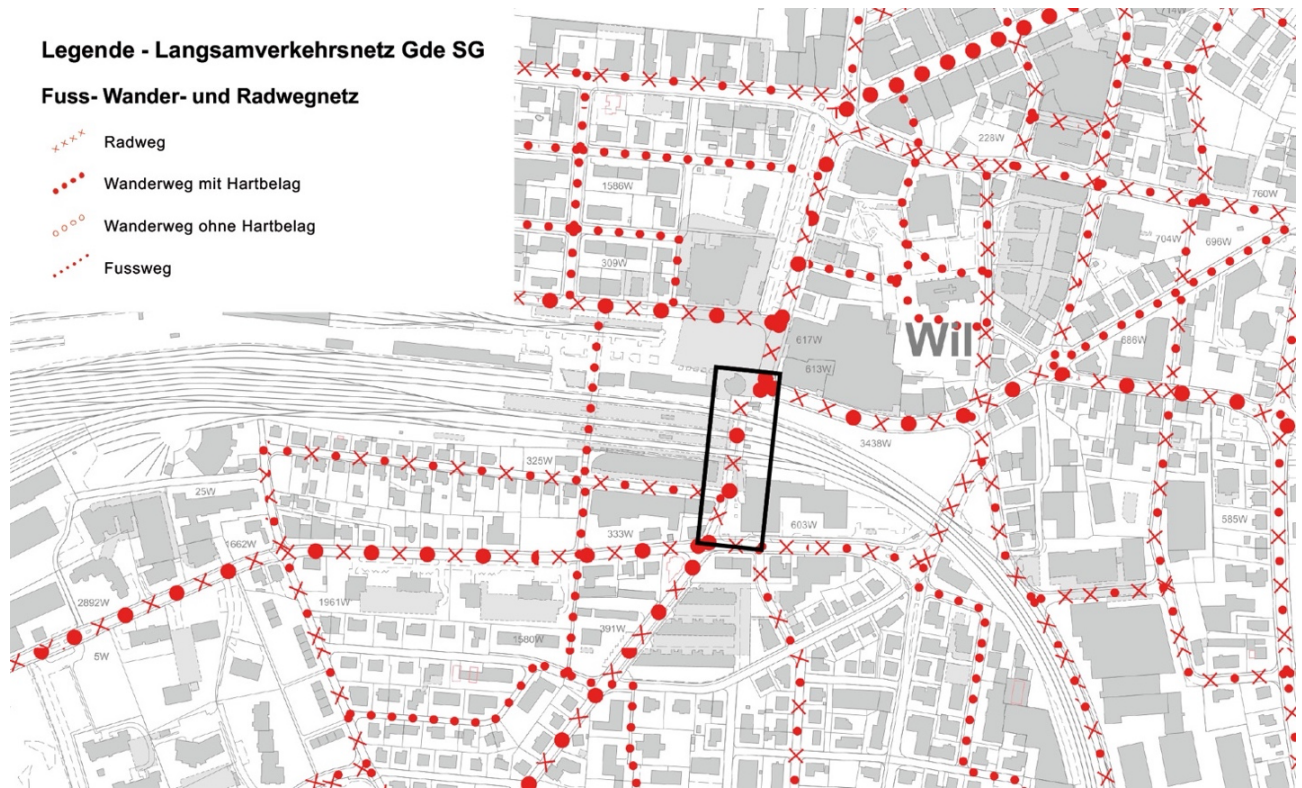 Legende - Langsamverkehrsnetz Gde SG
Fuss- Wander- und Radwegnetz
Radweg
Wanderweg mit Hartbelag
Wanderweg ohne Hartbelag
Fussweg
228W
1586W
760W
704W
696W
309W
Wil
617W
613W
686W
3438W
325W
25W
585W
603W
333W
1662W
2892W
1961W
391W
1580W
5W